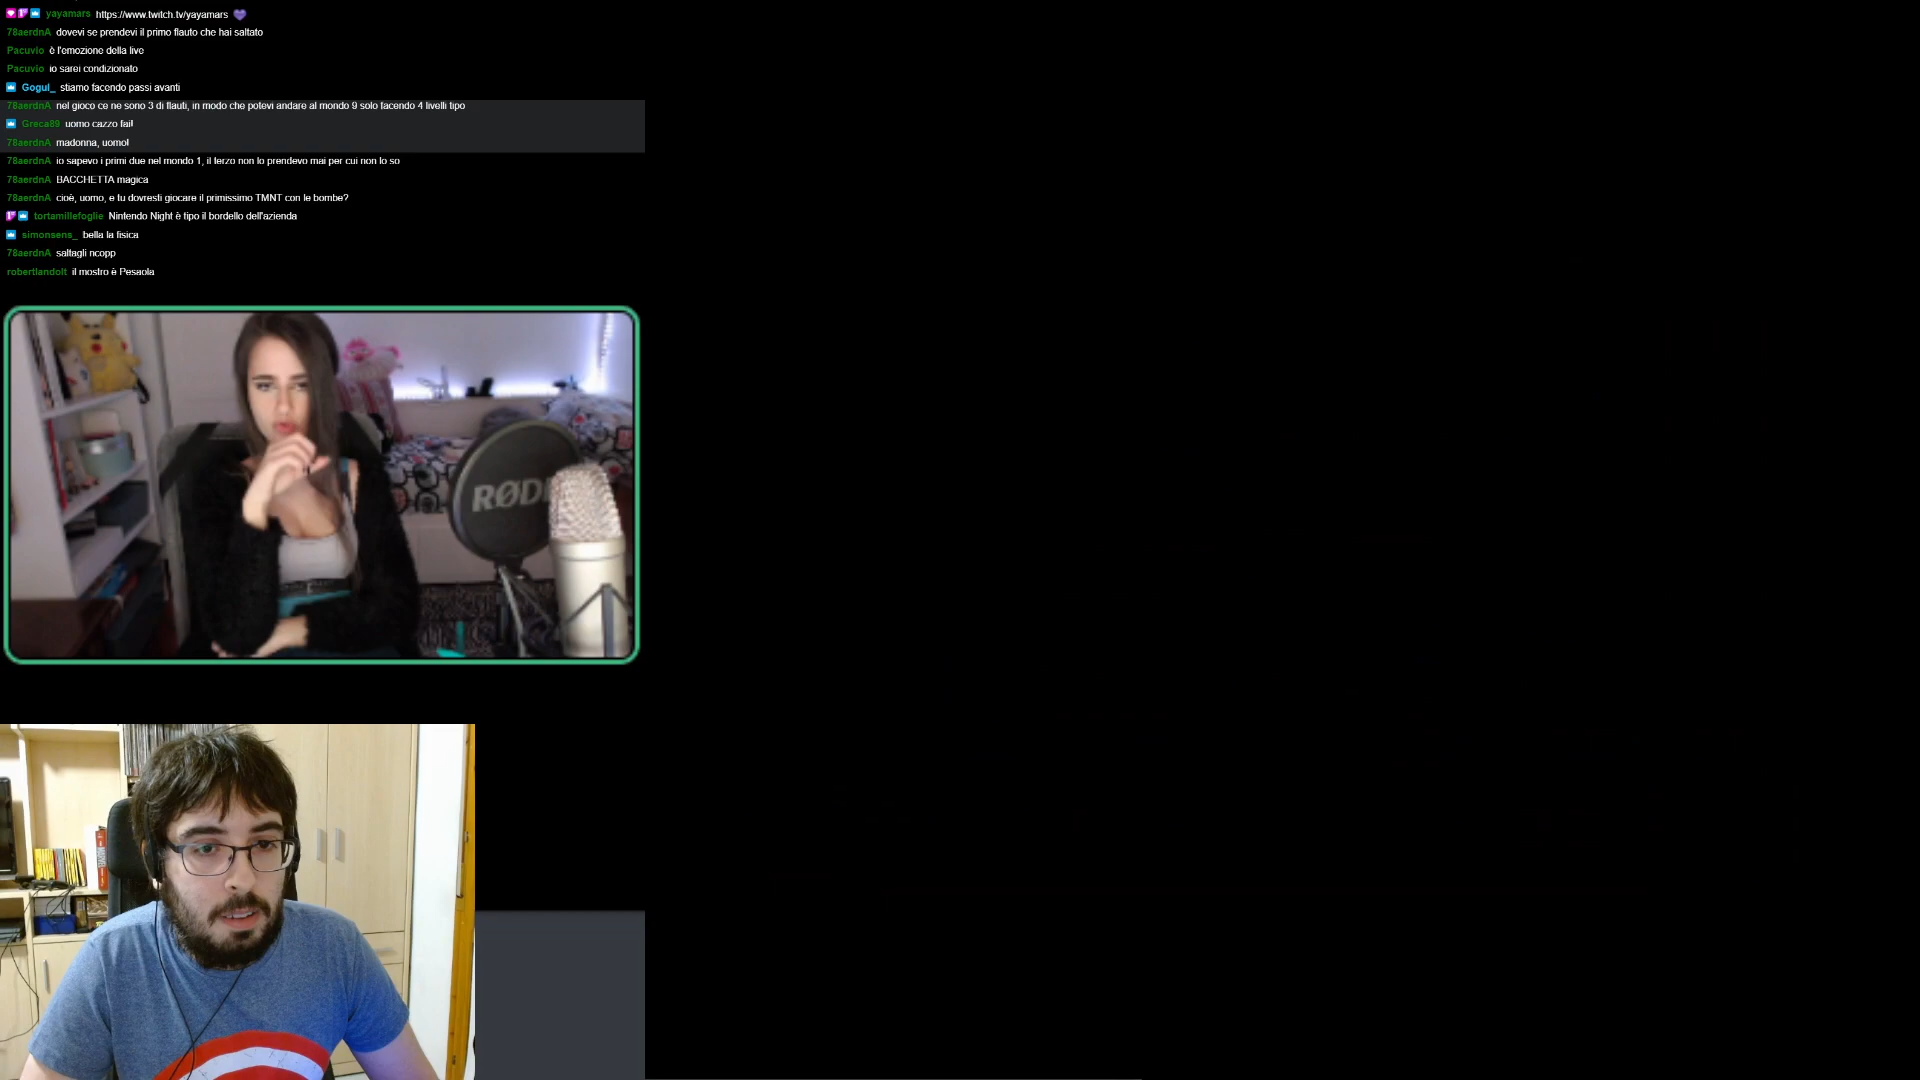 yayamars https://www.twitch.tv/yayamars
78aerdnA dovevi se prendevi il primo flauto che hai saltato
Pacuvio è l'emozione della live
Pacuvio io sarei condizionato
Gogul_ stiamo facendo passi avanti
78aerdnA nel gioco ce ne sono 3 di flauti, in modo che potevi andare al mondo 9 solo facendo 4 livelli tipo
Greca89 uomo cazzo fai!
78aerdnA madonna, uomo!
78aerdnA io sapevo i primi due nel mondo 1, il terzo non lo prendevo mai per cui non lo so
78aerdnA BACCHETTA magica
78aerdnA cioè, uomo, e tu dovresti giocare il primissimo TMNT con le bombe?
tortamillefoglie Nintendo Night è tipo il bordello dell'azienda
simonsens_ bella la fisica
78aerdnA saltagli ncopp
robertlandolt il mostro è Pesaola
RØDE